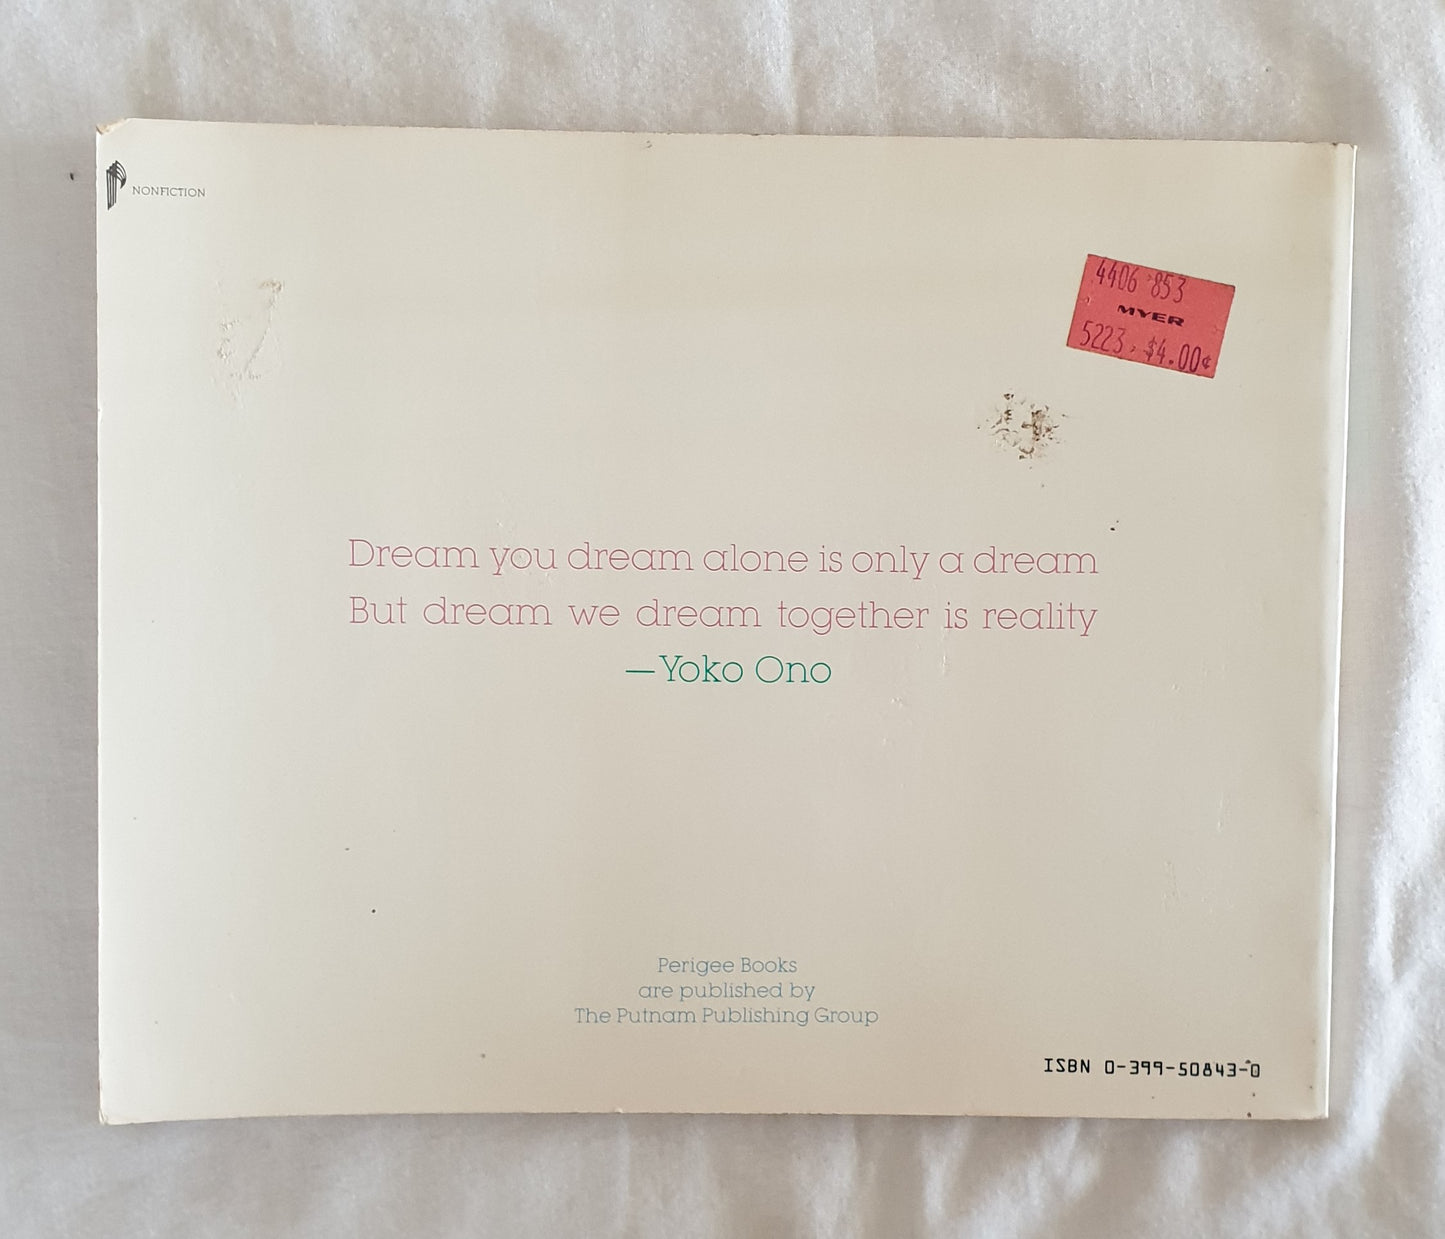 NONFICTION
4406 853
MYER
5223 $4.00¢
Dream you dream alone is only a dream
But dream we dream together is reality
—Yoko Ono
Perigee Books
are published by
The Putnam Publishing Group
ISBN 0-399-50843-0